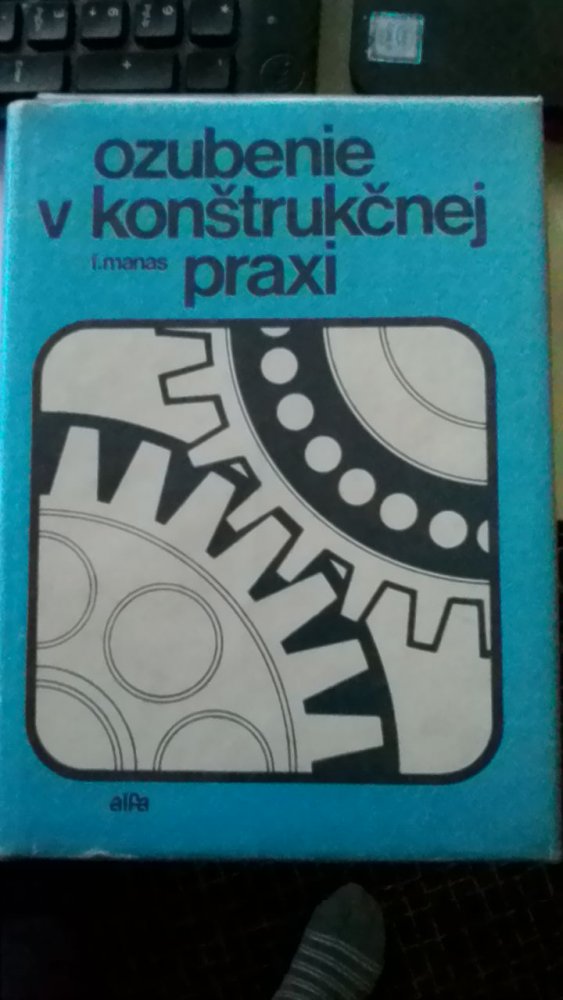 ozubenie
v konštrukčnej
f.manas praxi
alfa